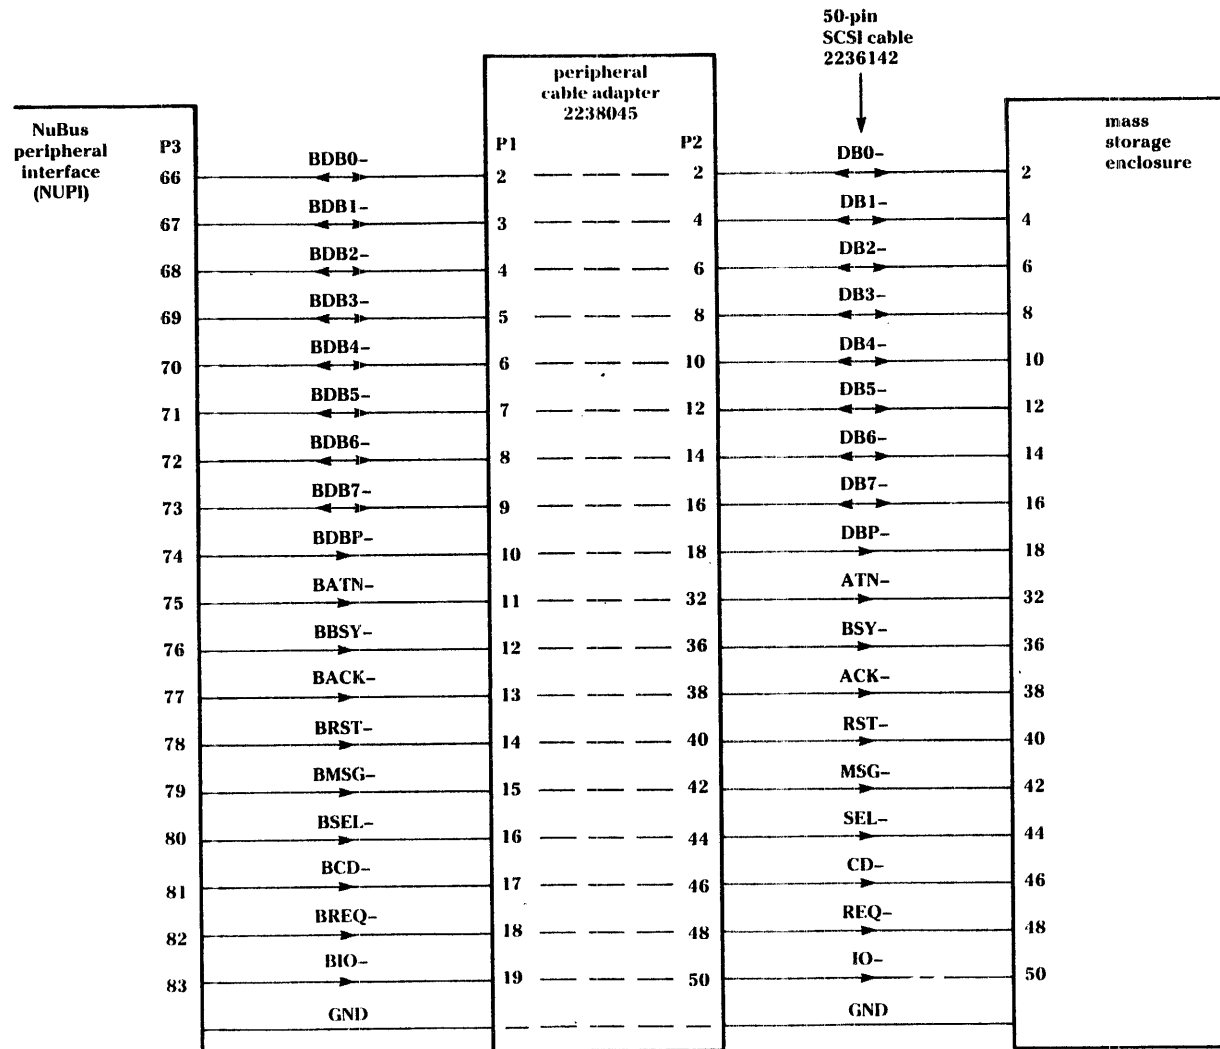 50-pin
SCSI cable
2236142
peripheral
cable adapter
2238045
NuBus
peripheral
interface
(NUPI)
mass
storage
enclosure
P3 P1 P2
66 BDB0– 2 2 DB0– 2
67 BDB1– 3 4 DB1– 4
68 BDB2– 4 6 DB2– 6
69 BDB3– 5 8 DB3– 8
70 BDB4– 6 10 DB4– 10
71 BDB5– 7 12 DB5– 12
72 BDB6– 8 14 DB6– 14
73 BDB7– 9 16 DB7– 16
74 BDBP– 10 18 DBP– 18
75 BATN– 11 32 ATN– 32
76 BBSY– 12 36 BSY– 36
77 BACK– 13 38 ACK– 38
78 BRST– 14 40 RST– 40
79 BMSG– 15 42 MSG– 42
80 BSEL– 16 44 SEL– 44
81 BCD– 17 46 CD– 46
82 BREQ– 18 48 REQ– 48
83 BIO– 19 50 IO– 50
GND GND